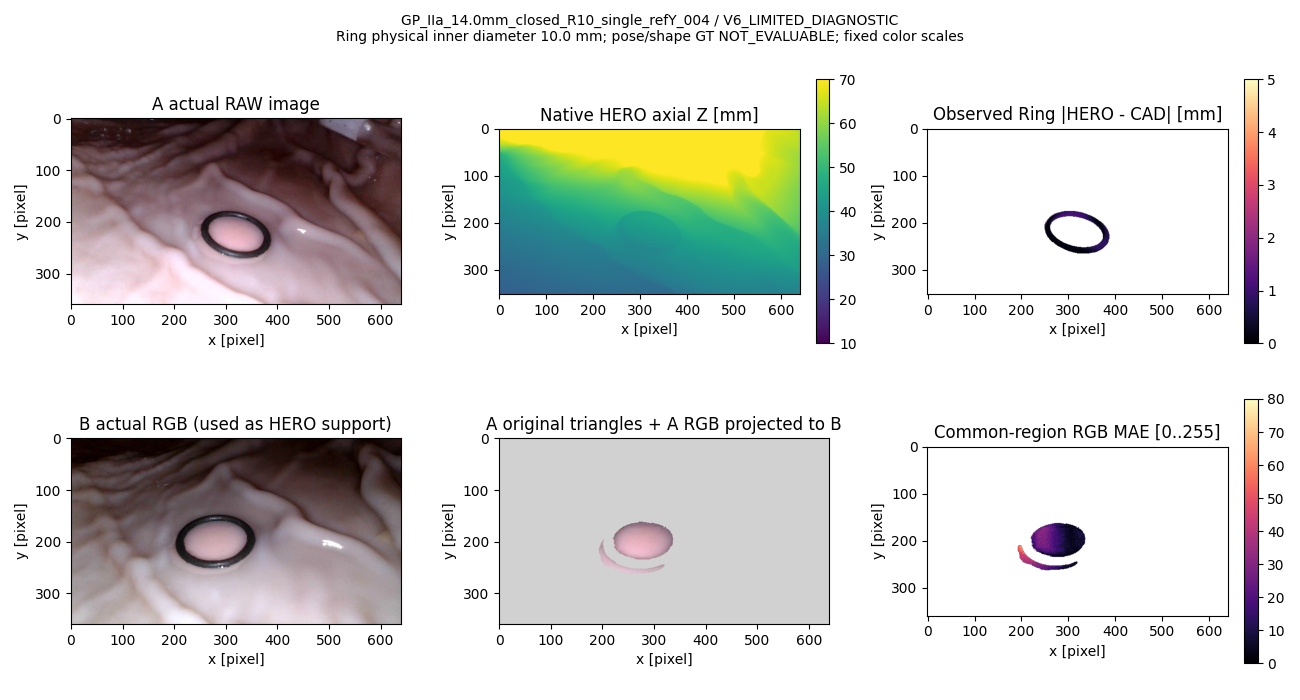 GP_IIa_14.0mm_closed_R10_single_refY_004 / V6_LIMITED_DIAGNOSTIC
Ring physical inner diameter 10.0 mm; pose/shape GT NOT_EVALUABLE; fixed color scales
A actual RAW image
0
100
200
300
y [pixel]
0 100 200 300 400 500 600
x [pixel]
Native HERO axial Z [mm]
0
100
200
300
y [pixel]
0 100 200 300 400 500 600
x [pixel]
70
60
50
40
30
20
10
Observed Ring |HERO - CAD| [mm]
0
100
200
300
y [pixel]
0 100 200 300 400 500 600
x [pixel]
5
4
3
2
1
0
B actual RGB (used as HERO support)
0
100
200
300
y [pixel]
0 100 200 300 400 500 600
x [pixel]
A original triangles + A RGB projected to B
0
100
200
300
y [pixel]
0 100 200 300 400 500 600
x [pixel]
Common-region RGB MAE [0..255]
0
100
200
300
y [pixel]
0 100 200 300 400 500 600
x [pixel]
80
70
60
50
40
30
20
10
0